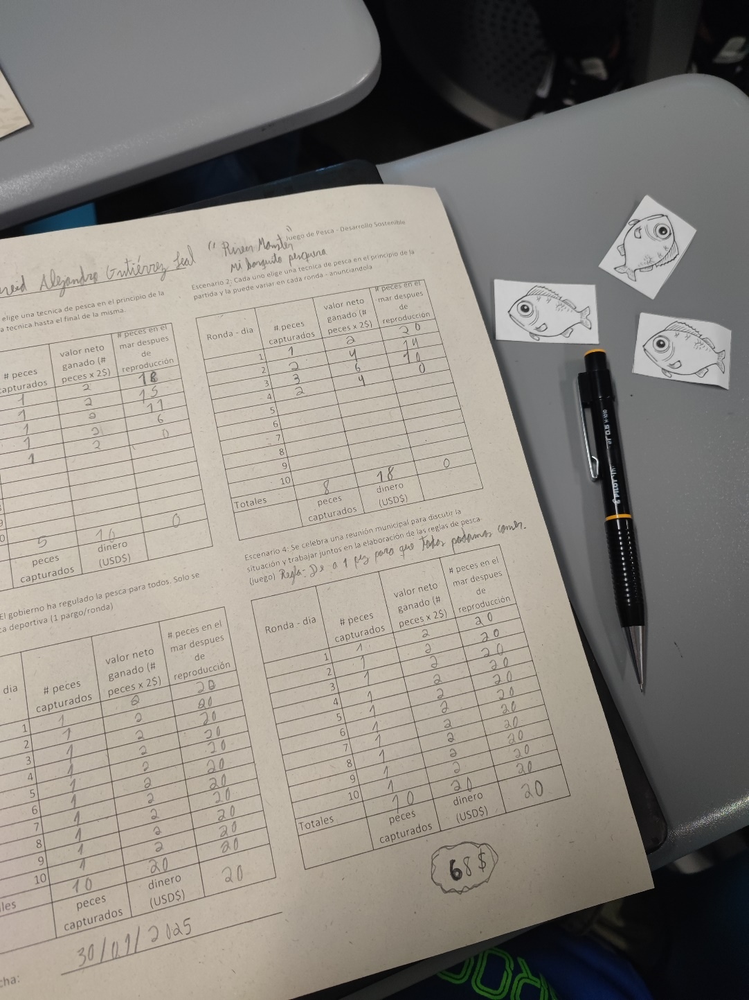 Alejandro Gutiérrez Leal
"River Monster"
mi barquito pesquero
Juego de Pesca - Desarrollo Sostenible
elige una tecnica de pesca en el principio de la
a tecnica hasta el final de la misma.
# peces
capturados
valor neto
ganado (#
peces x 2$)
# peces en el
mar despues
de
reproducción
1 2 18
1 2 15
1 2 11
1 2 6
1 2 0
5 10 0
peces
capturados
dinero
(USD$)
Escenario 2: Cada uno elige una tecnica de pesca en el principio de la
partida y la puede variar en cada ronda - anunciandola
Ronda - dia
# peces
capturados
valor neto
ganado (#
peces x 2$)
# peces en el
mar despues
de
reproducción
1 1 2 20
2 2 4 14
3 3 6 10
4 2 4 0
5
6
7
8
9
10
Totales 8 18 0
peces
capturados
dinero
(USD$)
El gobierno ha regulado la pesca para todos. Solo se
ca deportiva (1 pargo/ronda)
dia
# peces
capturados
valor neto
ganado (#
peces x 2$)
# peces en el
mar despues
de
reproducción
1 1 2 20
2 1 2 20
3 1 2 20
4 1 2 20
5 1 2 20
6 1 2 20
7 1 2 20
8 1 2 20
9 1 2 20
10 1 2 20
les 10 20 20
peces
capturados
dinero
(USD$)
Escenario 4: Se celebra una reunión municipal para discutir la
situación y trabajar juntos en la elaboración de las reglas de pesca
(juego) Regla: De a 1 pez para que todos podamos comer.
Ronda - dia
# peces
capturados
valor neto
ganado (#
peces x 2$)
# peces en el
mar despues
de
reproducción
1 1 2 20
2 1 2 20
3 1 2 20
4 1 2 20
5 1 2 20
6 1 2 20
7 1 2 20
8 1 2 20
9 1 2 20
10 1 2 20
Totales 10 20 20
peces
capturados
dinero
(USD$)
68$
cha: 30/01/2025
PILOT